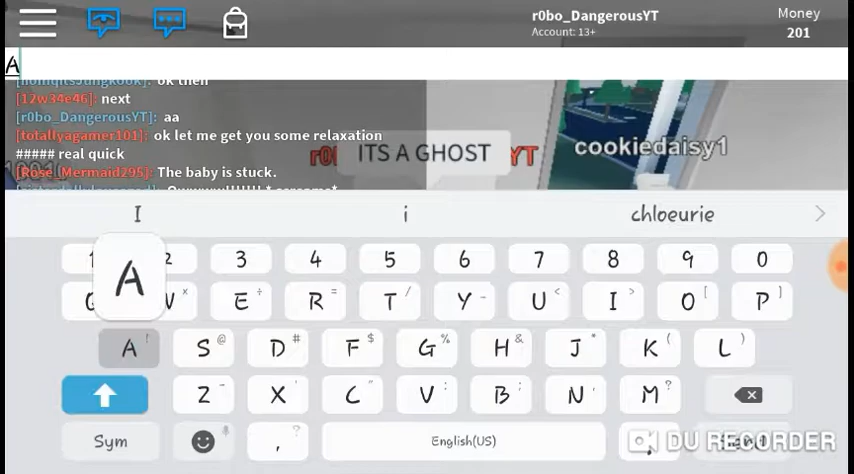 r0bo_DangerousYT
Account: 13+
Money
201
A
ok then
[12w34e46]: next
[r0bo_DangerousYT]: aa
[totallyagamer101]: ok let me get you some relaxation
##### real quick
[Rose_Mermaid295]: The baby is stuck.
ITS A GHOST
YT
cookiedaisy1
I i chloeurie >
1 2 3 4 5 6 7 8 9 0
A
E ÷ R = T / Y _ U < I > O [ P ]
A ! S @ D # F $ G % H & J * K ( L )
Z - X ' C " V : B ; N , M ?
Sym , ? English(US) .
DU RECORDER